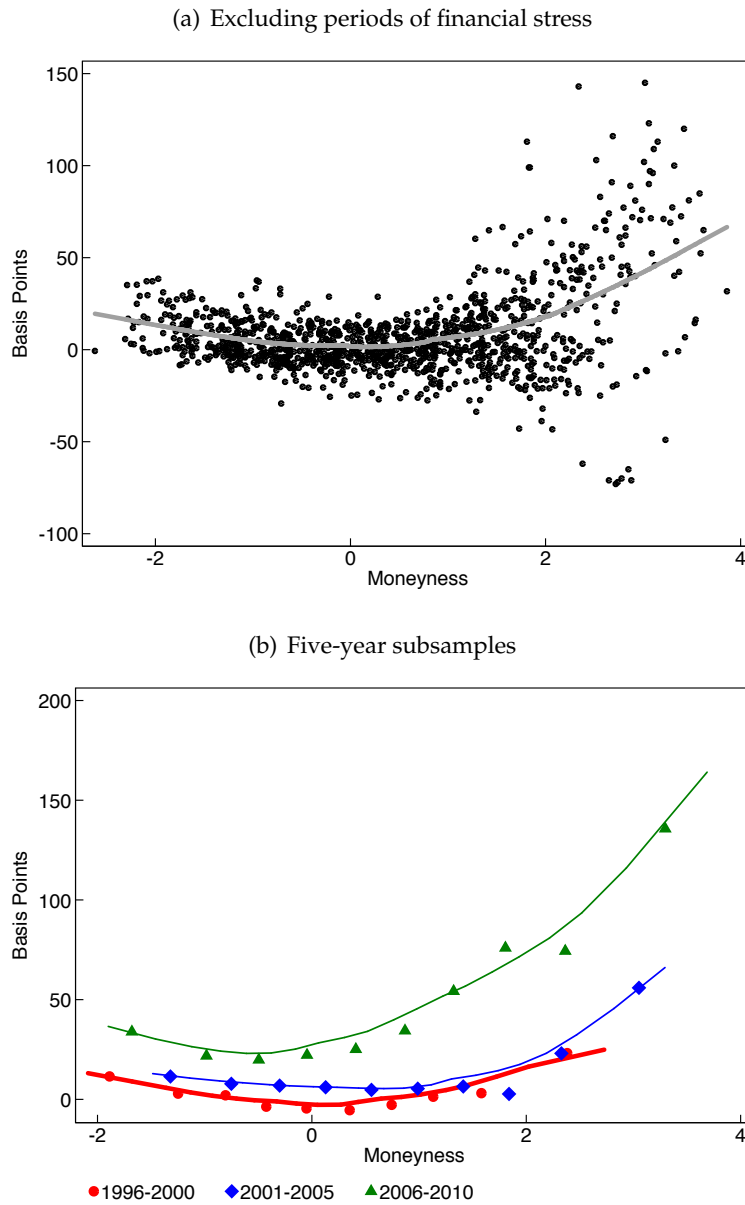 (a) Excluding periods of financial stress
150
100
50
0
-50
-100
Basis Points
-2
0
2
4
Moneyness
(b) Five-year subsamples
200
150
100
50
0
Basis Points
-2
0
2
4
Moneyness
1996-2000 2001-2005 2006-2010